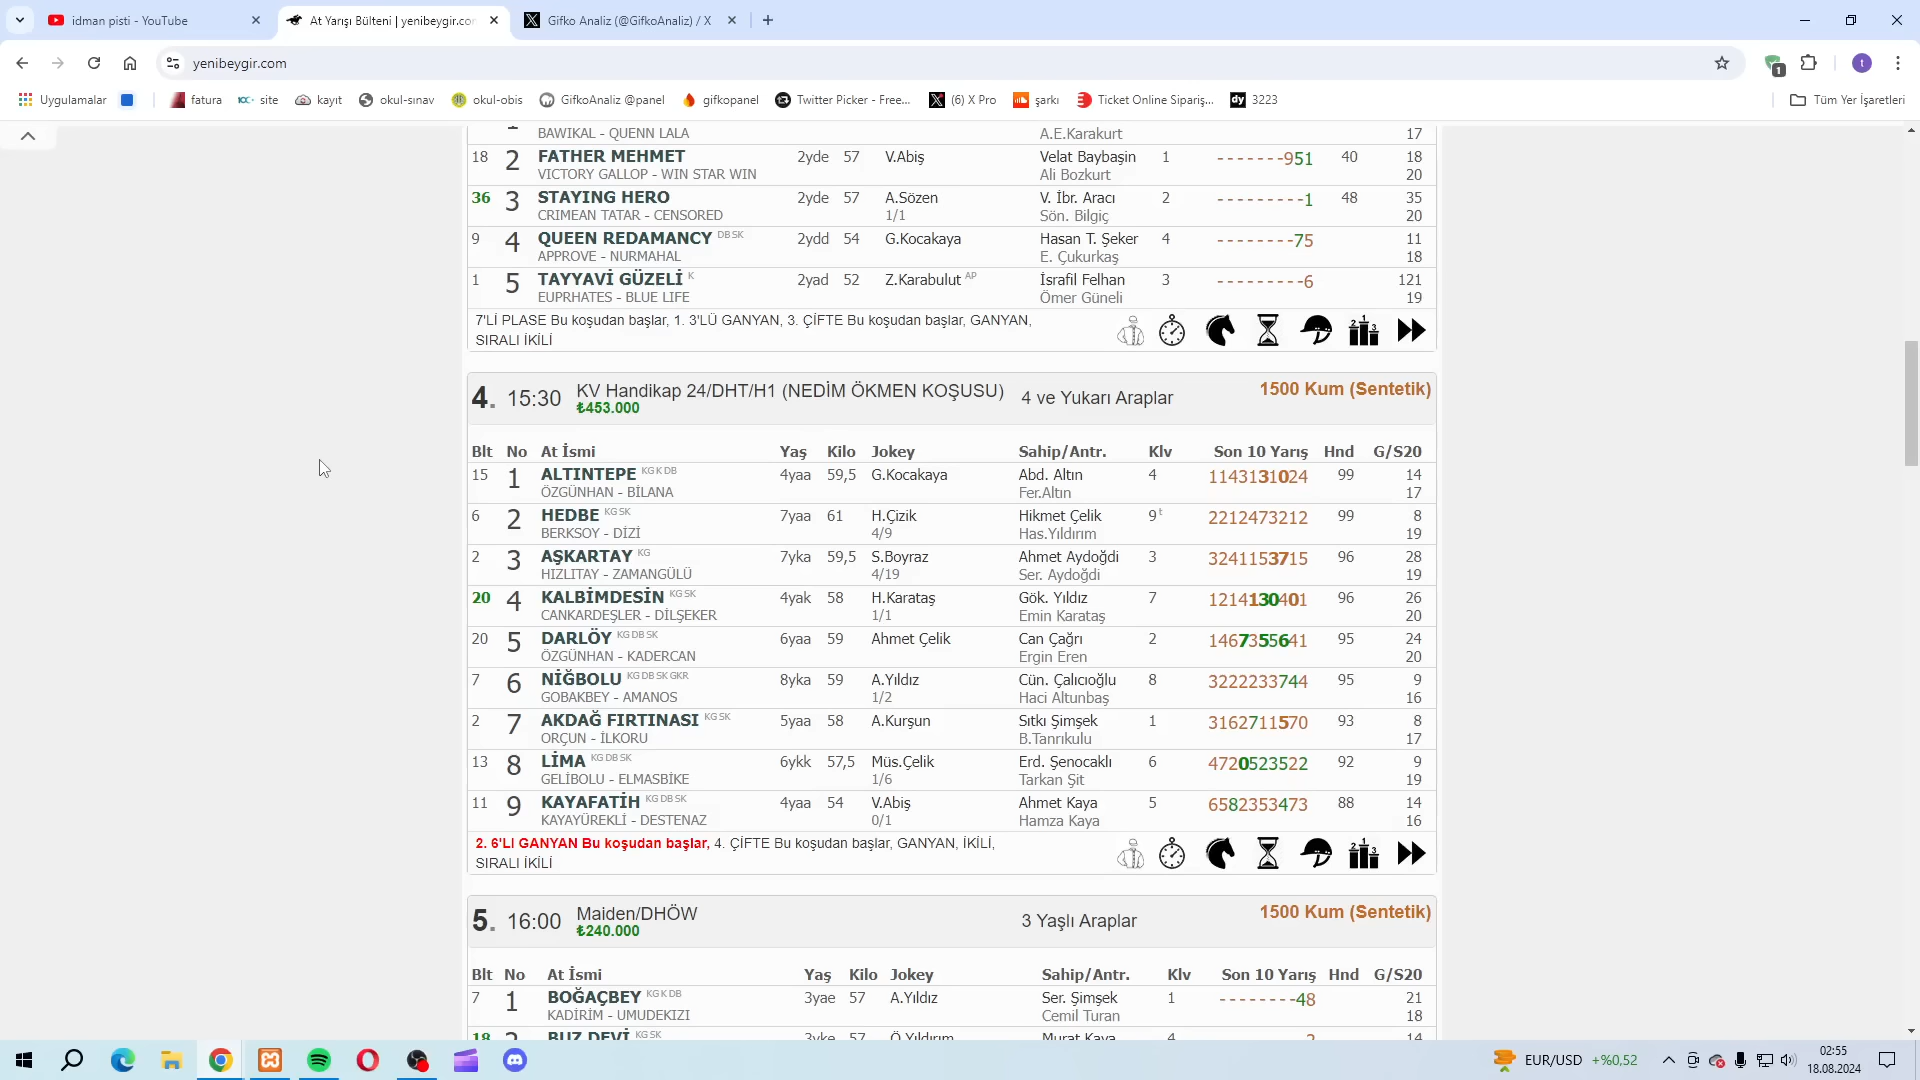 idman pisti - YouTube
At Yarışı Bülteni | yenibeygir.com
Gifko Analiz (@GifkoAnaliz) / X
yenibeygir.com
1
t
Uygulamalar
fatura
site
kayıt
okul-sınav
okul-obis
GifkoAnaliz @panel
gifkopanel
Twitter Picker - Free...
(6) X Pro
şarkı
Ticket Online Sipariş...
dy 3223
Tüm Yer İşaretleri
BAWIKAL - QUENN LALA A.E.Karakurt 17
18 2 FATHER MEHMET 2yde 57 V.Abiş Velat Baybaşin 1 -------951 40 18
VICTORY GALLOP - WIN STAR WIN Ali Bozkurt 20
36 3 STAYING HERO 2yde 57 A.Sözen V. İbr. Aracı 2 ---------1 48 35
CRIMEAN TATAR - CENSORED 1/1 Sön. Bilgiç 20
9 4 QUEEN REDAMANCY DB SK 2ydd 54 G.Kocakaya Hasan T. Şeker 4 --------75 11
APPROVE - NURMAHAL E. Çukurkaş 18
1 5 TAYYAVİ GÜZELİ K 2yad 52 Z.Karabulut AP İsrafil Felhan 3 ---------6 121
EUPRHATES - BLUE LIFE Ömer Güneli 19
7'Lİ PLASE Bu koşudan başlar, 1. 3'LÜ GANYAN, 3. ÇİFTE Bu koşudan başlar, GANYAN,
SIRALI İKİLİ
4. 15:30 KV Handikap 24/DHT/H1 (NEDİM ÖKMEN KOŞUSU) 4 ve Yukarı Araplar 1500 Kum (Sentetik)
₺453.000
Blt No At İsmi Yaş Kilo Jokey Sahip/Antr. Klv Son 10 Yarış Hnd G/S20
15 1 ALTINTEPE KG K DB 4yaa 59,5 G.Kocakaya Abd. Altın 4 1143131024 99 14
ÖZGÜNHAN - BİLANA Fer.Altın 17
6 2 HEDBE KG SK 7yaa 61 H.Çizik Hikmet Çelik 9 t 2212473212 99 8
BERKSOY - DİZİ 4/9 Has.Yıldırım 19
2 3 AŞKARTAY KG 7yka 59,5 S.Boyraz Ahmet Aydoğdi 3 3241153715 96 28
HIZLITAY - ZAMANGÜLÜ 4/19 Ser. Aydoğdi 19
20 4 KALBİMDESİN KG SK 4yak 58 H.Karataş Gök. Yıldız 7 1214130401 96 26
CANKARDEŞLER - DİLŞEKER 1/1 Emin Karataş 20
20 5 DARLÖY KG DB SK 6yaa 59 Ahmet Çelik Can Çağrı 2 1467355641 95 24
ÖZGÜNHAN - KADERCAN Ergin Eren 20
7 6 NİĞBOLU KG DB SK GKR 8yka 59 A.Yıldız Cün. Çalıcıoğlu 8 3222233744 95 9
GOBAKBEY - AMANOS 1/2 Haci Altunbaş 16
2 7 AKDAĞ FIRTINASI KG SK 5yaa 58 A.Kurşun Sıtkı Şimşek 1 3162711570 93 8
ORÇUN - İLKORU B.Tanrıkulu 17
13 8 LİMA KG DB SK 6ykk 57,5 Müs.Çelik Erd. Şenocaklı 6 4720523522 92 9
GELİBOLU - ELMASBİKE 1/6 Tarkan Şit 19
11 9 KAYAFATİH KG DB SK 4yaa 54 V.Abiş Ahmet Kaya 5 6582353473 88 14
KAYAYÜREKLİ - DESTENAZ 0/1 Hamza Kaya 16
2. 6'LI GANYAN Bu koşudan başlar, 4. ÇİFTE Bu koşudan başlar, GANYAN, İKİLİ,
SIRALI İKİLİ
5. 16:00 Maiden/DHÖW 3 Yaşlı Araplar 1500 Kum (Sentetik)
₺240.000
Blt No At İsmi Yaş Kilo Jokey Sahip/Antr. Klv Son 10 Yarış Hnd G/S20
7 1 BOĞAÇBEY KG K DB 3yae 57 A.Yıldız Ser. Şimşek 1 --------48 21
KADİRİM - UMUDEKIZI Cemil Turan 18
18 2 BUZ DEVİ KG SK 3yke 57 Ö.Yıldırım Murat Kaya 4 2 14
EUR/USD +%0,52
02:55
18.08.2024